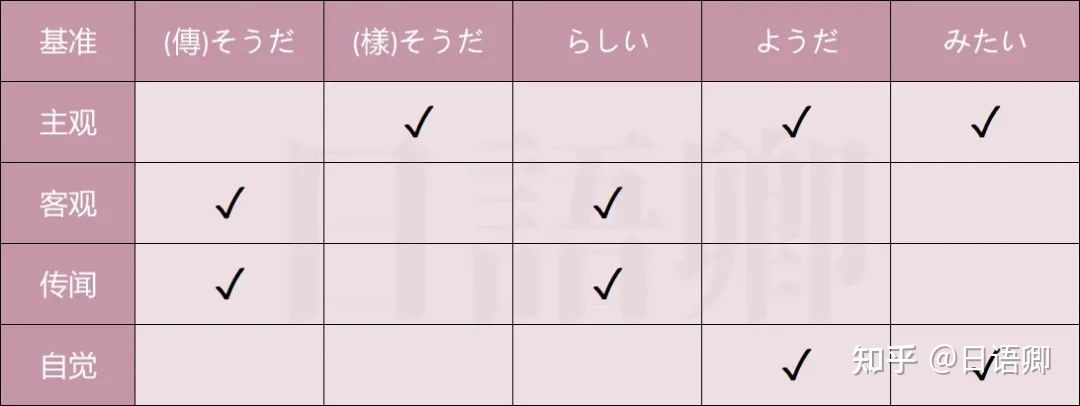 基准 (傳)そうだ (樣)そうだ らしい ようだ みたい
主观 ✓ ✓ ✓
客观 ✓ ✓
传闻 ✓ ✓
自觉 ✓ ✓
日語卿
知乎 @日语卿